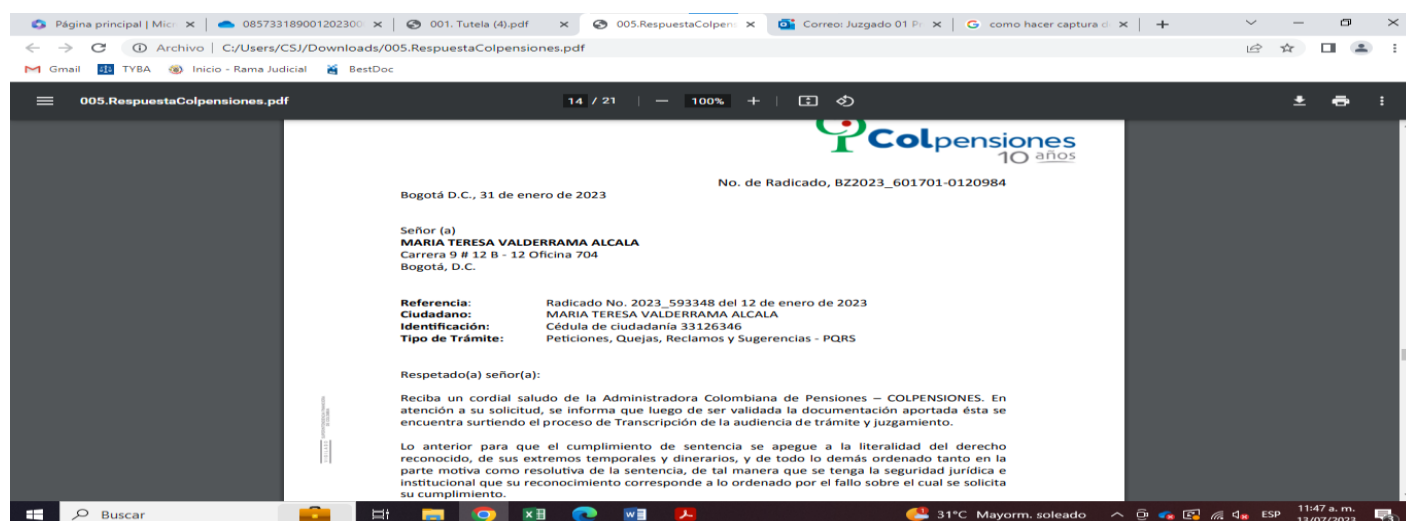 Página principal | Mic
08573318900120230
001. Tutela (4).pdf
005.RespuestaColpen
Correo: Juzgado 01 Pr
como hacer captura d
Archivo | C:/Users/CSJ/Downloads/005.RespuestaColpensiones.pdf
Gmail TYBA Inicio - Rama Judicial BestDoc
005.RespuestaColpensiones.pdf 14 / 21 | — 100% +
Colpensiones
10 años
No. de Radicado, BZ2023_601701-0120984
Bogotá D.C., 31 de enero de 2023
Señor (a)
MARIA TERESA VALDERRAMA ALCALA
Carrera 9 # 12 B - 12 Oficina 704
Bogotá, D.C.
Referencia: Radicado No. 2023_593348 del 12 de enero de 2023
Ciudadano: MARIA TERESA VALDERRAMA ALCALA
Identificación: Cédula de ciudadanía 33126346
Tipo de Trámite: Peticiones, Quejas, Reclamos y Sugerencias - PQRS
Respetado(a) señor(a):
Reciba un cordial saludo de la Administradora Colombiana de Pensiones – COLPENSIONES. En
atención a su solicitud, se informa que luego de ser validada la documentación aportada ésta se
encuentra surtiendo el proceso de Transcripción de la audiencia de trámite y juzgamiento.
Lo anterior para que el cumplimiento de sentencia se apegue a la literalidad del derecho
reconocido, de sus extremos temporales y dinerarios, y de todo lo demás ordenado tanto en la
parte motiva como resolutiva de la sentencia, de tal manera que se tenga la seguridad jurídica e
institucional que su reconocimiento corresponde a lo ordenado por el fallo sobre el cual se solicita
su cumplimiento.
Buscar
31°C Mayorm. soleado
ESP
11:47 a. m.
13/07/2023